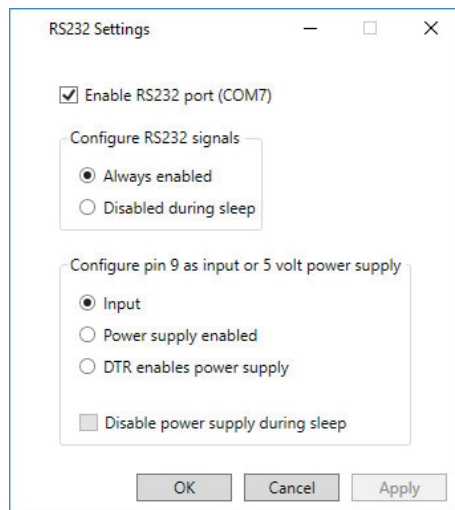 RS232 Settings
Enable RS232 port (COM7)
Configure RS232 signals
Always enabled
Disabled during sleep
Configure pin 9 as input or 5 volt power supply
Input
Power supply enabled
DTR enables power supply
Disable power supply during sleep
OK Cancel Apply